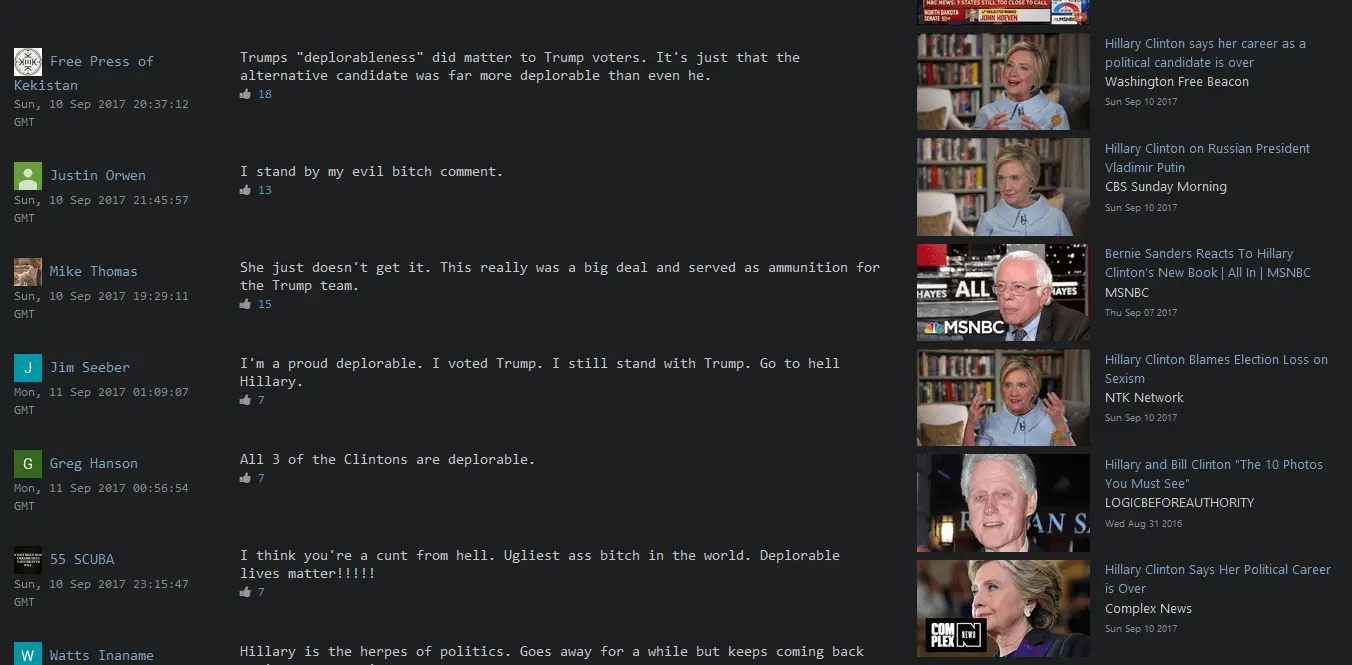 NBC NEWS: 9 STATES STILL TOO CLOSE TO CALL
NORTH DAKOTA
SENATE
PROJECTED WINNER
JOHN HOEVEN
MSNBC
Free Press of
Kekistan
Sun, 10 Sep 2017 20:37:12
GMT
Trumps "deplorableness" did matter to Trump voters. It's just that the
alternative candidate was far more deplorable than even he.
18
Justin Orwen
Sun, 10 Sep 2017 21:45:57
GMT
I stand by my evil bitch comment.
13
Mike Thomas
Sun, 10 Sep 2017 19:29:11
GMT
She just doesn't get it. This really was a big deal and served as ammunition for
the Trump team.
15
J
Jim Seeber
Mon, 11 Sep 2017 01:09:07
GMT
I'm a proud deplorable. I voted Trump. I still stand with Trump. Go to hell
Hillary.
7
G
Greg Hanson
Mon, 11 Sep 2017 00:56:54
GMT
All 3 of the Clintons are deplorable.
7
55 SCUBA
Sun, 10 Sep 2017 23:15:47
GMT
I think you're a cunt from hell. Ugliest ass bitch in the world. Deplorable
lives matter!!!!!
7
W
Watts Inaname
Hillary is the herpes of politics. Goes away for a while but keeps coming back
Hillary Clinton says her career as a
political candidate is over
Washington Free Beacon
Sun Sep 10 2017
Hillary Clinton on Russian President
Vladimir Putin
CBS Sunday Morning
Sun Sep 10 2017
HAYES ALL HAYES
MSNBC
Bernie Sanders Reacts To Hillary
Clinton's New Book | All In | MSNBC
MSNBC
Thu Sep 07 2017
Hillary Clinton Blames Election Loss on
Sexism
NTK Network
Sun Sep 10 2017
AN S
Hillary and Bill Clinton "The 10 Photos
You Must See"
LOGICBEFOREAUTHORITY
Wed Aug 31 2016
COM
PLEX NEWS
Hillary Clinton Says Her Political Career
is Over
Complex News
Sun Sep 10 2017